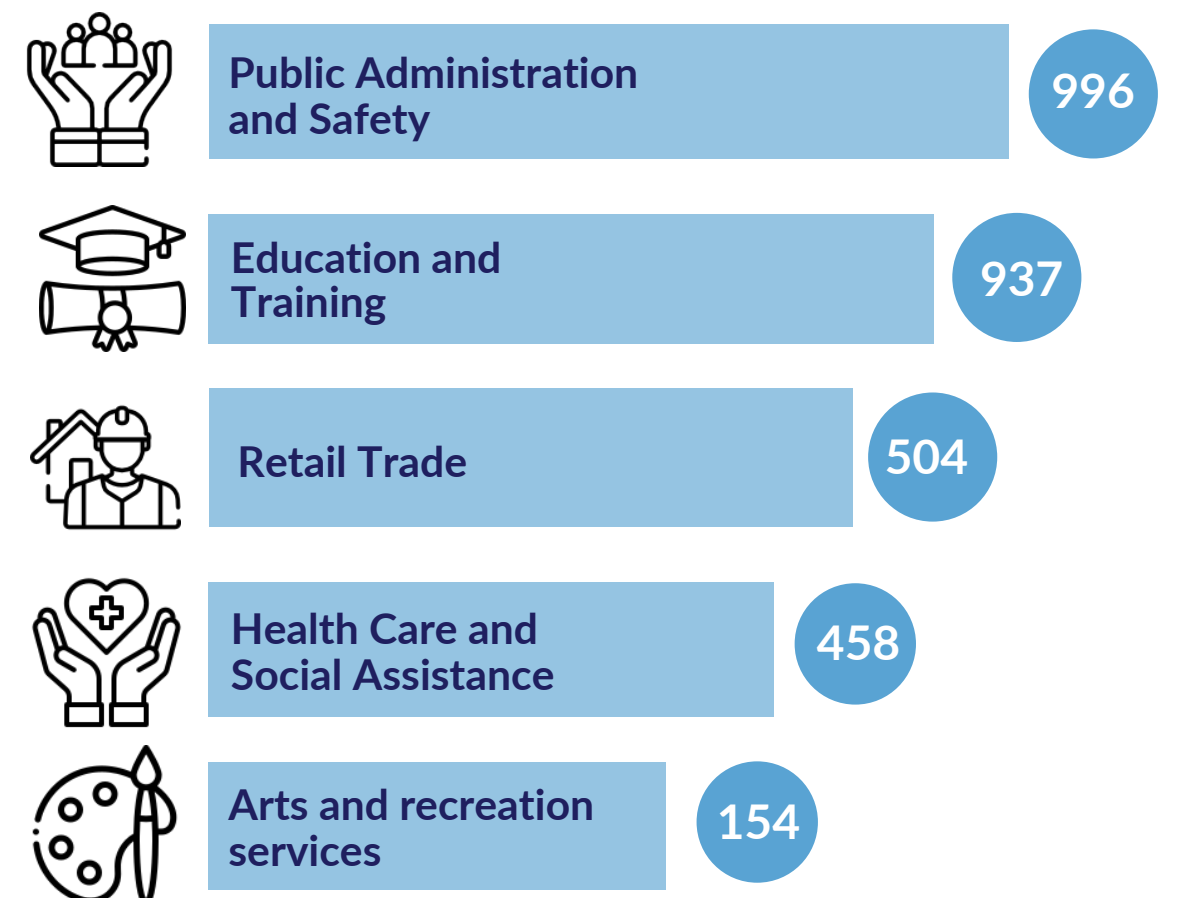 Public Administration
and Safety
996
Education and
Training
937
Retail Trade
504
Health Care and
Social Assistance
458
Arts and recreation
services
154